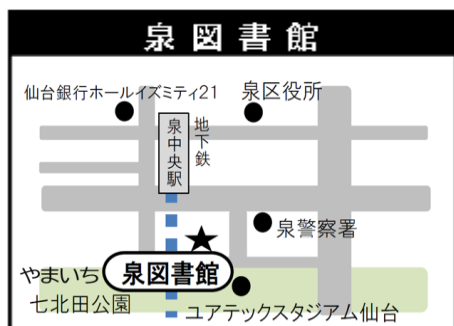 泉図書館
仙台銀行ホールイズミティ21
泉区役所
泉中央駅
地下鉄
泉警察署
やまいち
泉図書館
七北田公園
ユアテックスタジアム仙台